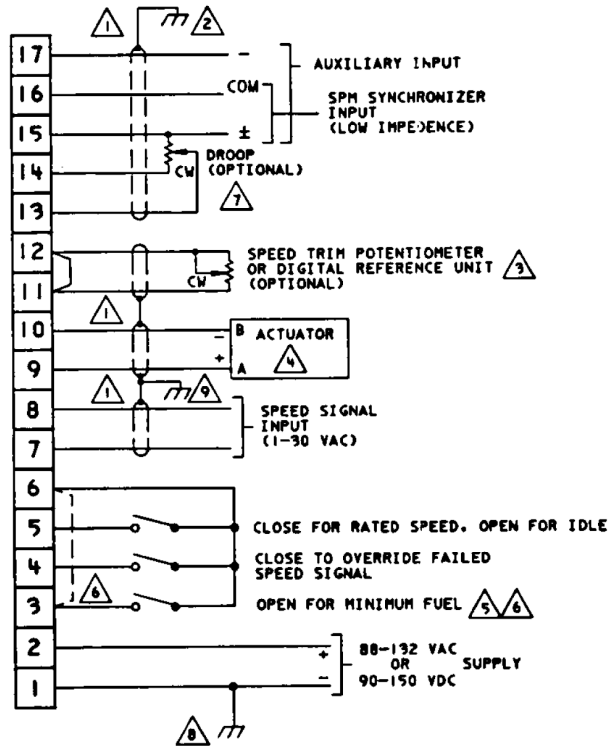 1 2
17 - AUXILIARY INPUT
16 COM SPM SYNCHRONIZER
INPUT
(LOW IMPEDENCE)
15 ±
DROOP
14 CW (OPTIONAL)
7
13
12 SPEED TRIM POTENTIOMETER
OR DIGITAL REFERENCE UNIT 3
CW (OPTIONAL)
11
1
10 - B ACTUATOR
4
9 + A
1 9
8 SPEED SIGNAL
INPUT
(1-30 VAC)
7
6
5 CLOSE FOR RATED SPEED. OPEN FOR IDLE
4 CLOSE TO OVERRIDE FAILED
SPEED SIGNAL
6
3 OPEN FOR MINIMUM FUEL 5 6
2 + 88-132 VAC
OR SUPPLY
1 - 90-150 VDC
8